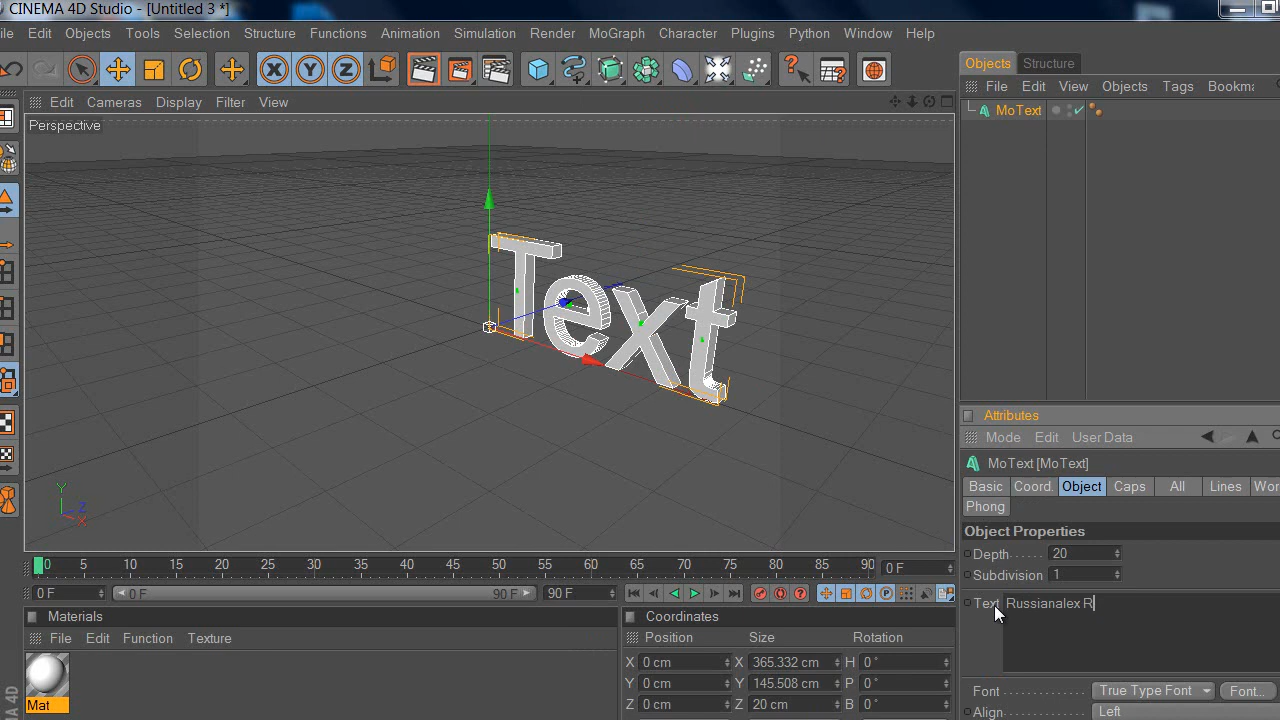 CINEMA 4D Studio - [Untitled 3 *]
ile Edit Objects Tools Selection Structure Functions Animation Simulation Render MoGraph Character Plugins Python Window Help
Objects Structure
File Edit View Objects Tags Bookma
MoText
Edit Cameras Display Filter View
Perspective
Text
Y
Z
X
Attributes
Mode Edit User Data
MoText [MoText]
Basic Coord. Object Caps All Lines Wor
Phong
Object Properties
Depth...... 20
Subdivision 1
Text Russianalex R
Font True Type Font Font...
Align Left
0 5 10 15 20 25 30 35 40 45 50 55 60 65 70 75 80 85 90 0 F
0 F 0 F 90 F 90 F
Materials
File Edit Function Texture
Mat
Coordinates
Position Size Rotation
X 0 cm X 365.332 cm H 0 °
Y 0 cm Y 145.508 cm P 0 °
Z 0 cm Z 20 cm B 0 °
MA 4D